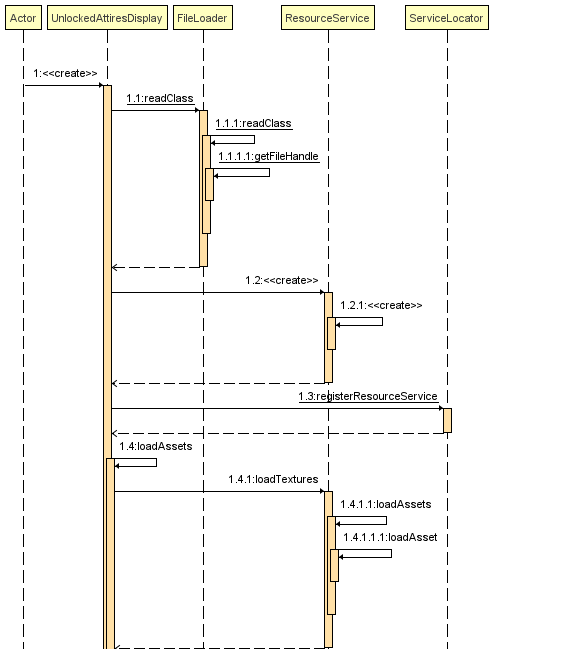 Actor
UnlockedAttiresDisplay
FileLoader
ResourceService
ServiceLocator
1:<<create>>
1.1:readClass
1.1.1:readClass
1.1.1.1:getFileHandle
1.2:<<create>>
1.2.1:<<create>>
1.3:registerResourceService
1.4:loadAssets
1.4.1:loadTextures
1.4.1.1:loadAssets
1.4.1.1.1:loadAsset